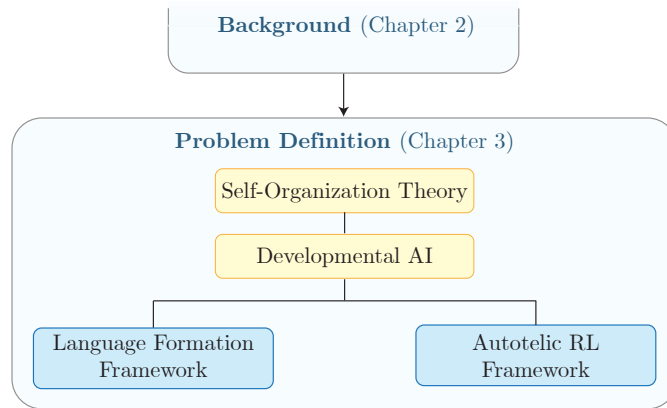 Background (Chapter 2)
Problem Definition (Chapter 3)
Self-Organization Theory
Developmental AI
Language Formation
Framework
Autotelic RL
Framework